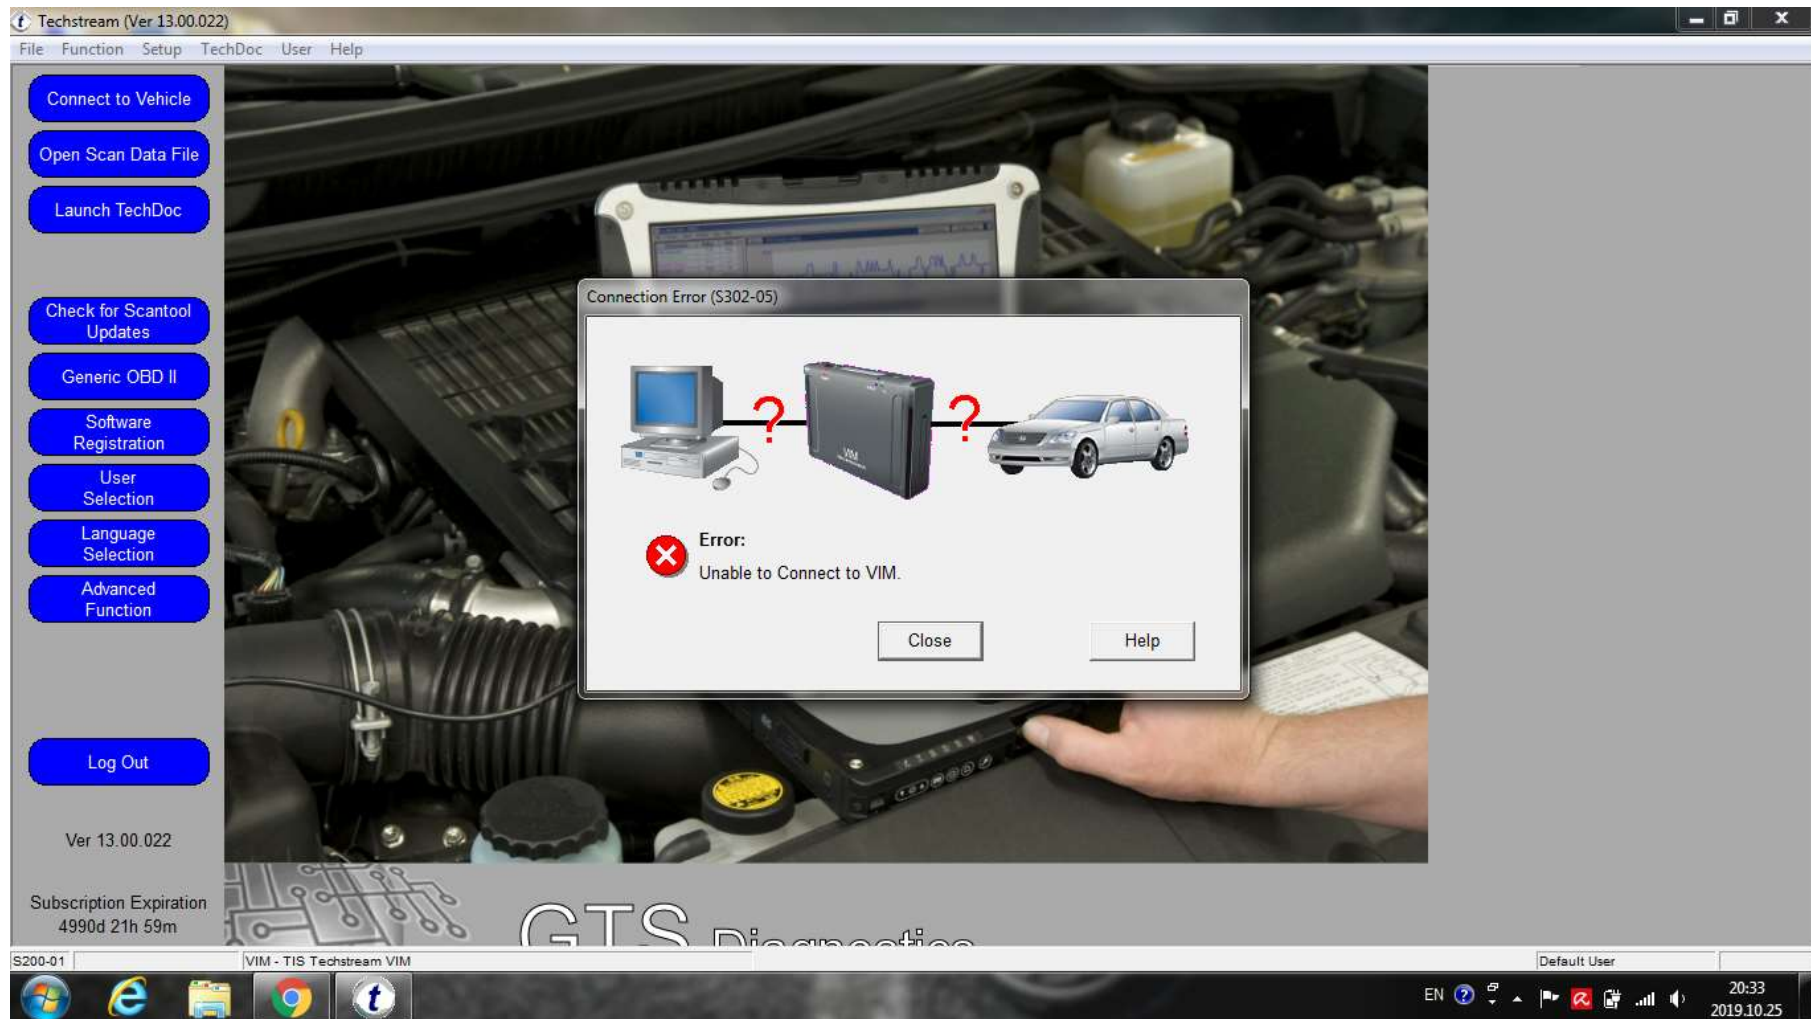 Techstream (Ver 13.00.022)
File Function Setup TechDoc User Help
Connect to Vehicle
Open Scan Data File
Launch TechDoc
Check for Scantool
Updates
Generic OBD II
Software
Registration
User
Selection
Language
Selection
Advanced
Function
Log Out
Ver 13.00.022
Subscription Expiration
4990d 21h 59m
Connection Error (S302-05)
VIM
Error:
Unable to Connect to VIM.
Close Help
GTS Diagnostics
S200-01 VIM - TIS Techstream VIM Default User
EN 20:33
2019.10.25